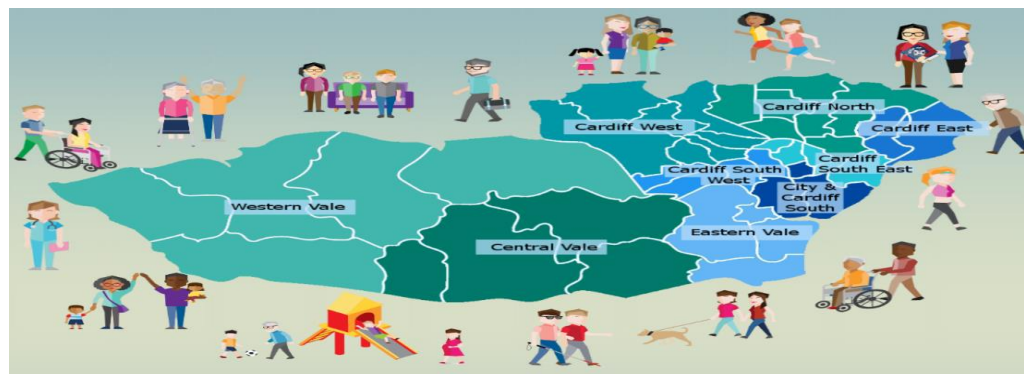 Cardiff North
Cardiff West
Cardiff East
Cardiff
South East
Cardiff South
West
City &
Cardiff
South
Western Vale
Eastern Vale
Central Vale